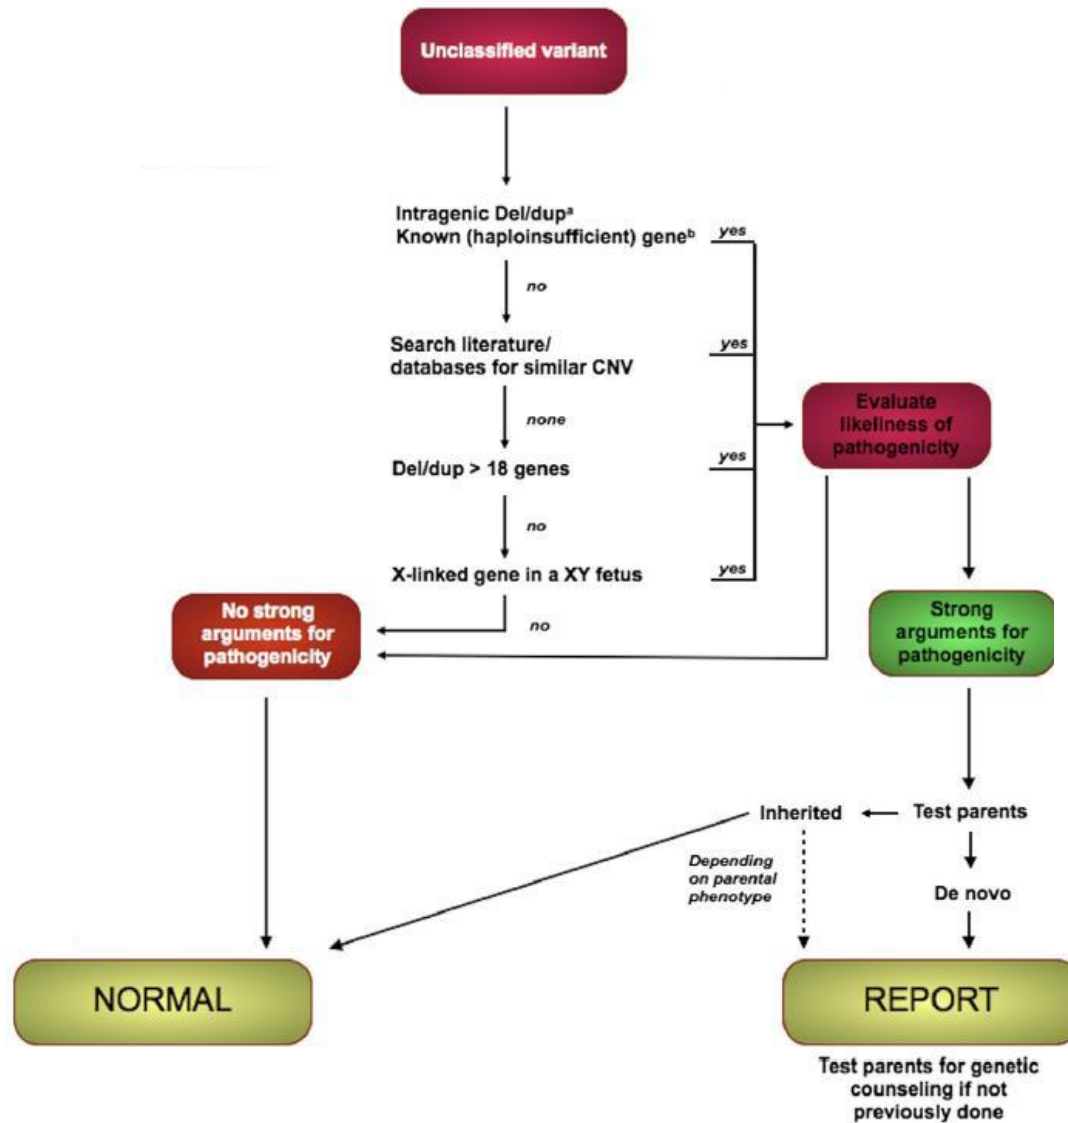 Unclassified variant
Intragenic Del/dupᵃ
Known (haploinsufficient) geneᵇ
yes
no
Search literature/
databases for similar CNV
yes
none
Evaluate
likeliness of
pathogenicity
Del/dup > 18 genes
yes
no
X-linked gene in a XY fetus
yes
no
No strong
arguments for
pathogenicity
Strong
arguments for
pathogenicity
Inherited
Test parents
Depending
on parental
phenotype
De novo
NORMAL
REPORT
Test parents for genetic
counseling if not
previously done